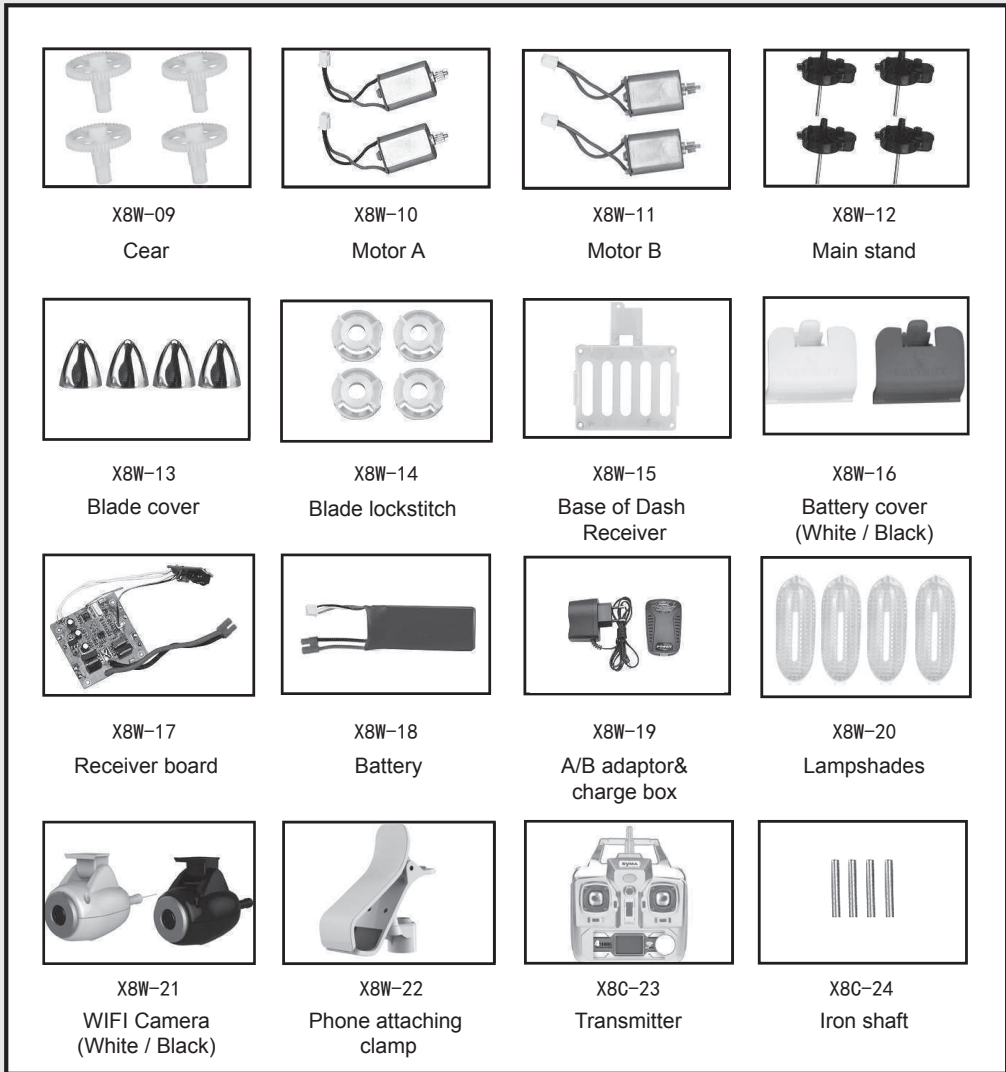 X8W-09 X8W-10 X8W-11 X8W-12
Cear Motor A Motor B Main stand
X8W-13 X8W-14 X8W-15 X8W-16
Blade cover Blade lockstitch Base of Dash Receiver Battery cover (White / Black)
X8W-17 X8W-18 X8W-19 X8W-20
Receiver board Battery A/B adaptor& charge box Lampshades
SYMA
X8W-21 X8W-22 X8C-23 X8C-24
WIFI Camera (White / Black) Phone attaching clamp Transmitter Iron shaft